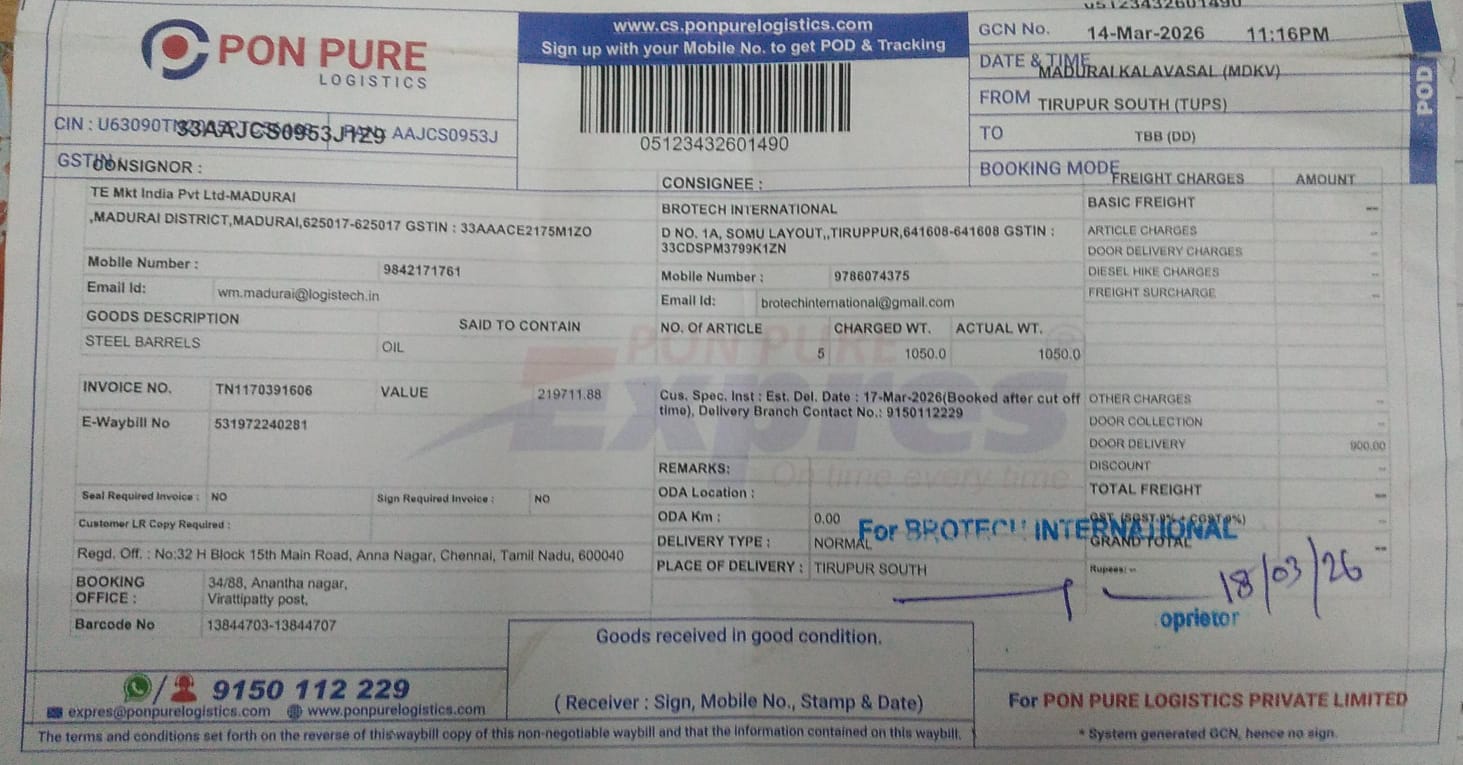 PON PURE
LOGISTICS
www.cs.ponpurelogistics.com
Sign up with your Mobile No. to get POD & Tracking
05123432601490
05123432601490
GCN No. 14-Mar-2026 11:16PM
DATE & TIME
MADURAI KALAVASAL (MDKV)
FROM TIRUPUR SOUTH (TUPS)
TO TBB (DD)
BOOKING MODE
POD
CIN : U63090TN
33AAJCS0953J1Z9
AAJCS0953J
GSTIN
CONSIGNOR :
TE Mkt India Pvt Ltd-MADURAI
,MADURAI DISTRICT,MADURAI,625017-625017 GSTIN : 33AAACE2175M1ZO
Mobile Number : 9842171761
Email Id: wm.madurai@logistech.in
GOODS DESCRIPTION SAID TO CONTAIN
STEEL BARRELS OIL
INVOICE NO. TN1170391606 VALUE 219711.88
E-Waybill No 531972240281
Seal Required Invoice : NO Sign Required Invoice : NO
Customer LR Copy Required :
Regd. Off. : No:32 H Block 15th Main Road, Anna Nagar, Chennai, Tamil Nadu, 600040
BOOKING OFFICE : 34/88, Anantha nagar,
Virattipatty post,
Barcode No 13844703-13844707
CONSIGNEE :
BROTECH INTERNATIONAL
D NO. 1A, SOMU LAYOUT,,TIRUPPUR,641608-641608 GSTIN :
33CDSPM3799K1ZN
Mobile Number : 9786074375
Email Id: brotechinternational@gmail.com
NO. Of ARTICLE CHARGED WT. ACTUAL WT.
5 1050.0 1050.0
PON PURE
Expres
On time every time
Cus. Spec. Inst : Est. Del. Date : 17-Mar-2026(Booked after cut off
time), Delivery Branch Contact No.: 9150112229
REMARKS:
ODA Location :
ODA Km : 0.00
DELIVERY TYPE : NORMAL
PLACE OF DELIVERY : TIRUPUR SOUTH
FREIGHT CHARGES AMOUNT
BASIC FREIGHT --
ARTICLE CHARGES --
DOOR DELIVERY CHARGES --
DIESEL HIKE CHARGES --
FREIGHT SURCHARGE --
OTHER CHARGES --
DOOR COLLECTION --
DOOR DELIVERY 900.00
DISCOUNT --
TOTAL FREIGHT --
GST (SGST 9% + CGST 9%) --
GRAND TOTAL --
Rupees: --
For BROTECH INTERNATIONAL
18/03/26
oprietor
Goods received in good condition.
( Receiver : Sign, Mobile No., Stamp & Date)
9150 112 229
expres@ponpurelogistics.com www.ponpurelogistics.com
For PON PURE LOGISTICS PRIVATE LIMITED
The terms and conditions set forth on the reverse of this waybill copy of this non-negotiable waybill and that the information contained on this waybill.
* System generated GCN, hence no sign.